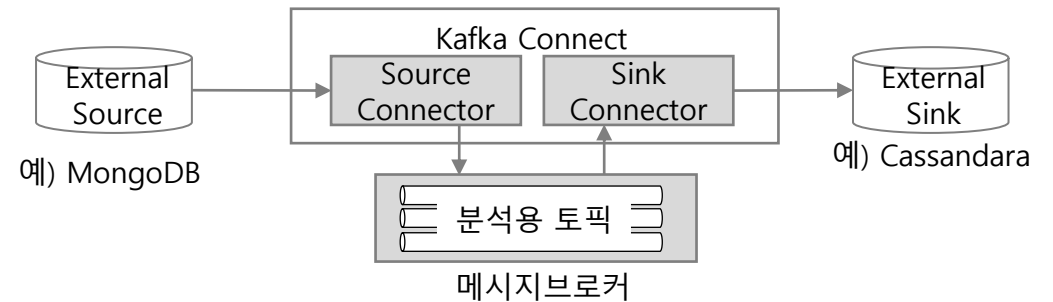 Kafka Connect
External
Source
Source
Connector
Sink
Connector
External
Sink
예) MongoDB
예) Cassandara
분석용 토픽
메시지브로커